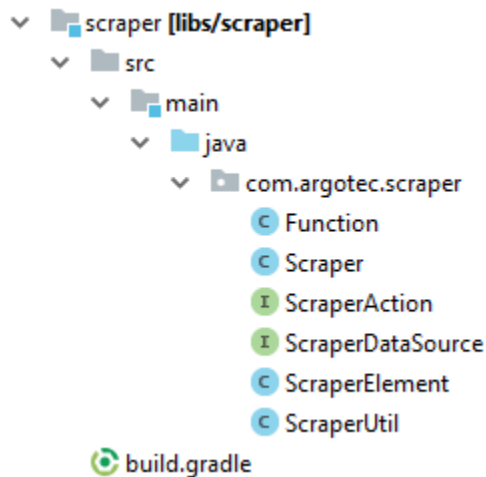 scraper [libs/scraper]
src
main
java
com.argotec.scraper
C Function
C Scraper
I ScraperAction
I ScraperDataSource
C ScraperElement
C ScraperUtil
build.gradle